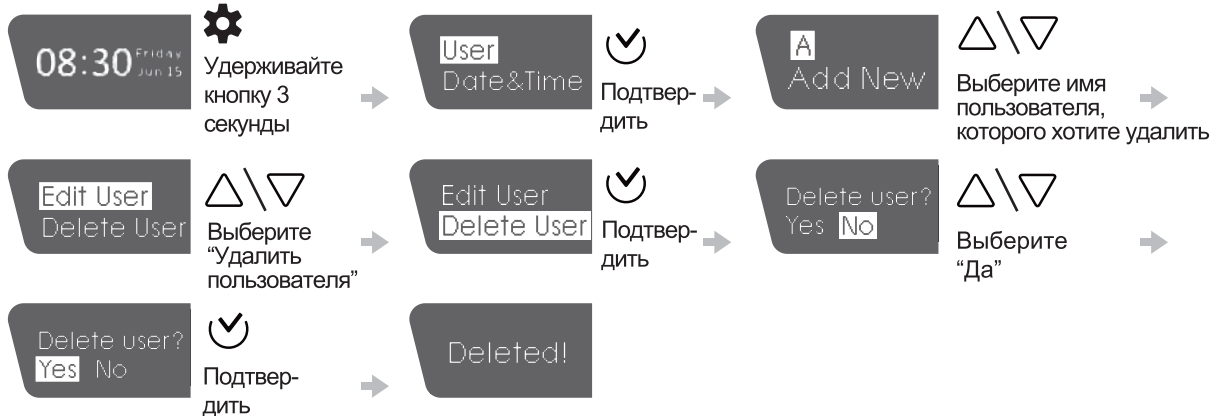 08:30 Friday
Jun 15
Удерживайте
кнопку 3
секунды
User
Date&Time
Подтвер-
дить
A
Add New
Выберите имя
пользователя,
которого хотите удалить
Edit User
Delete User
Выберите
“Удалить
пользователя”
Edit User
Delete User
Подтвер-
дить
Delete user?
Yes No
Выберите
“Да”
Delete user?
Yes No
Подтвер-
дить
Deleted!